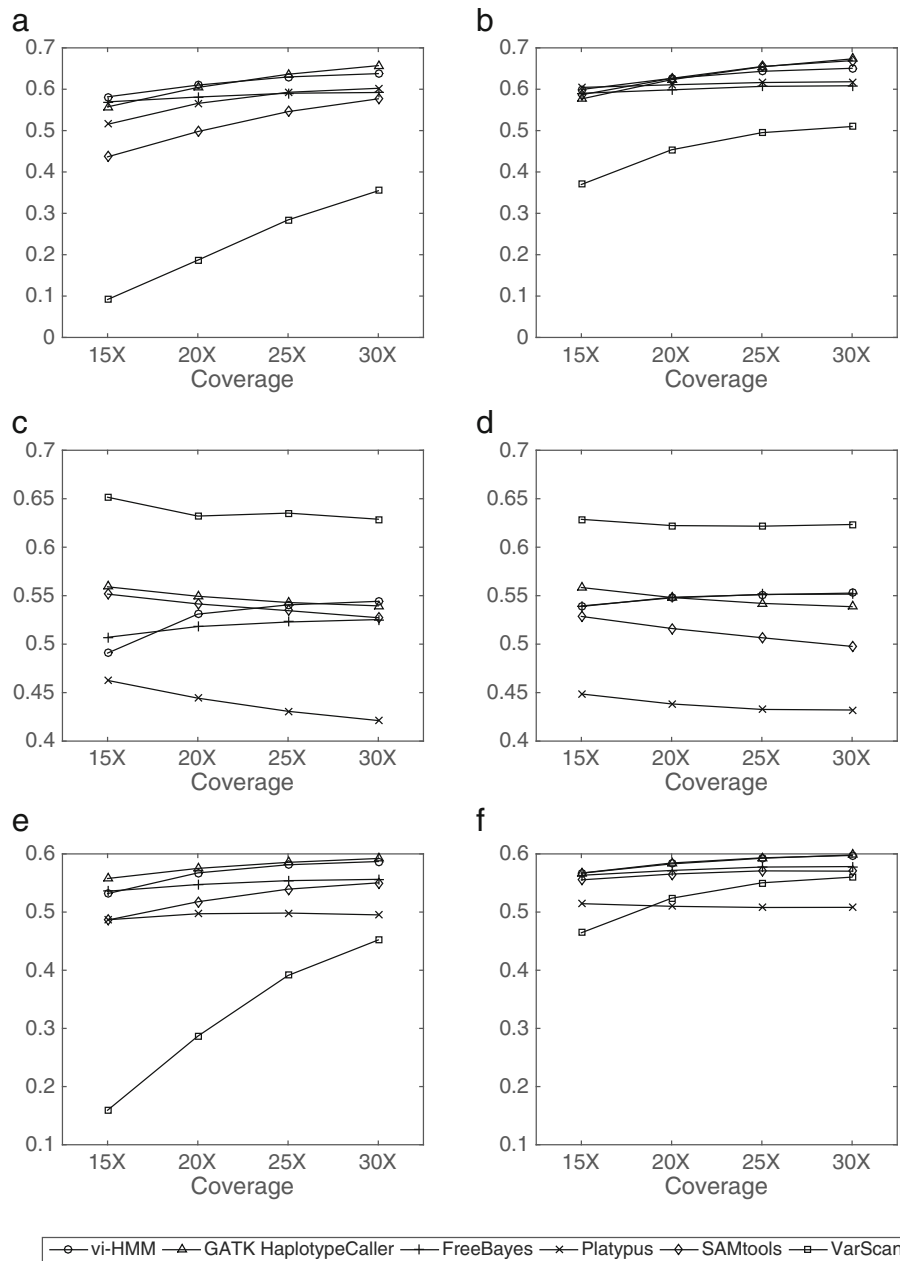 a
0.7
0.6
0.5
0.4
0.3
0.2
0.1
0
15X 20X 25X 30X
Coverage
b
0.7
0.6
0.5
0.4
0.3
0.2
0.1
0
15X 20X 25X 30X
Coverage
c
0.7
0.65
0.6
0.55
0.5
0.45
0.4
15X 20X 25X 30X
Coverage
d
0.7
0.65
0.6
0.55
0.5
0.45
0.4
15X 20X 25X 30X
Coverage
e
0.6
0.5
0.4
0.3
0.2
0.1
15X 20X 25X 30X
Coverage
f
0.6
0.5
0.4
0.3
0.2
0.1
15X 20X 25X 30X
Coverage
vi-HMM GATK HaplotypeCaller FreeBayes Platypus SAMtools VarScan